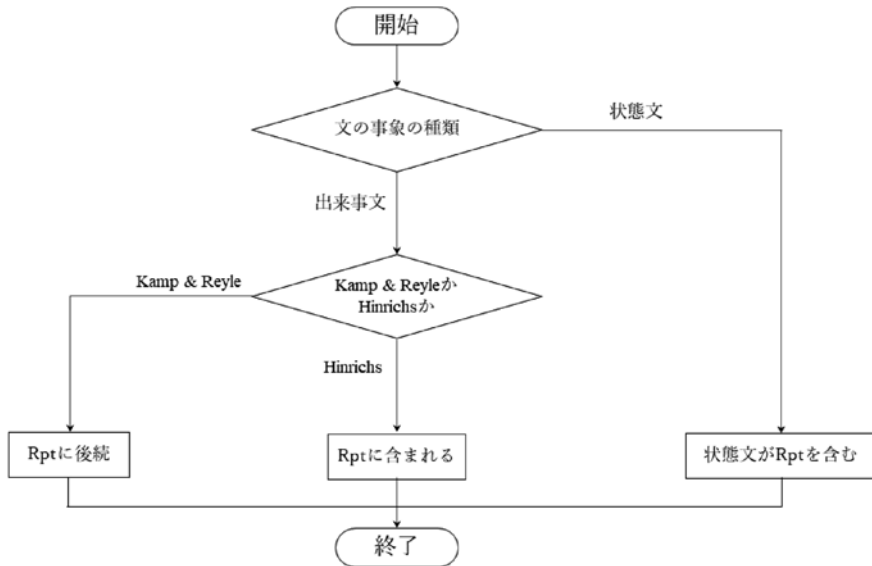 開始
文の事象の種類
状態文
出来事文
Kamp & Reyle
Kamp & Reyleか
Hinrichsか
Hinrichs
Rptに後続
Rptに含まれる
状態文がRptを含む
終了